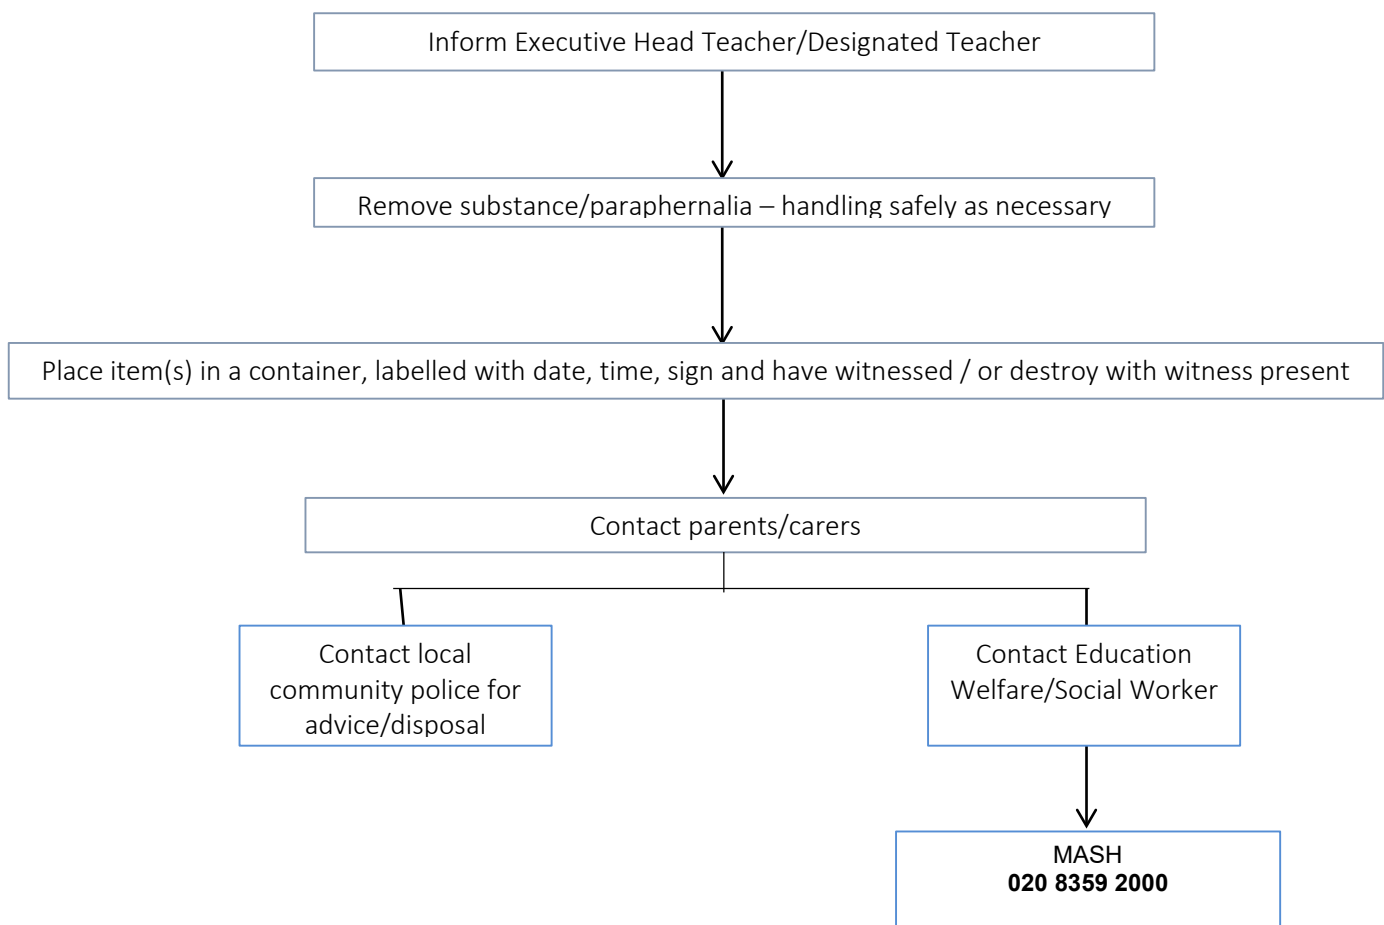 Inform Executive Head Teacher/Designated Teacher
Remove substance/paraphernalia – handling safely as necessary
Place item(s) in a container, labelled with date, time, sign and have witnessed / or destroy with witness present
Contact parents/carers
Contact local
community police for
advice/disposal
Contact Education
Welfare/Social Worker
MASH
020 8359 2000